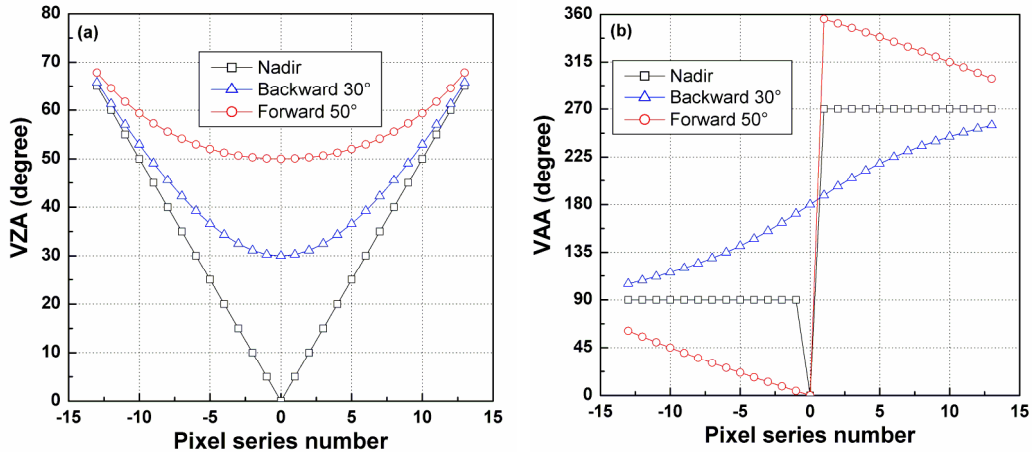 (a)
Nadir
Backward 30°
Forward 50°
80
70
60
50
40
30
20
10
0
VZA (degree)
-15 -10 -5 0 5 10 15
Pixel series number
(b)
Nadir
Backward 30°
Forward 50°
360
315
270
225
180
135
90
45
0
VAA (degree)
-15 -10 -5 0 5 10 15
Pixel series number